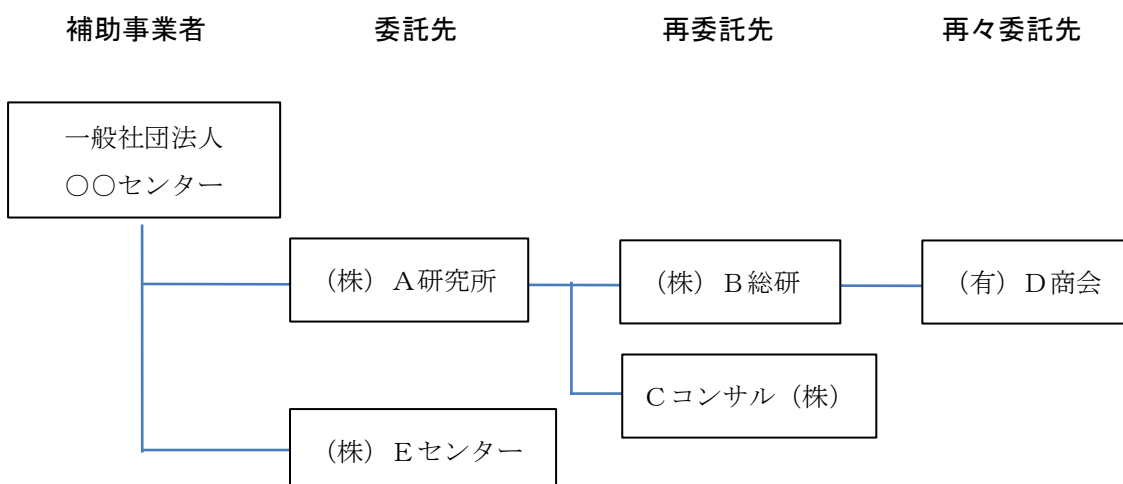 補助事業者
委託先
再委託先
再々委託先
一般社団法人
○○センター
（株）Ａ研究所
（株）Ｂ総研
（有）Ｄ商会
Ｃコンサル（株）
（株）Ｅセンター